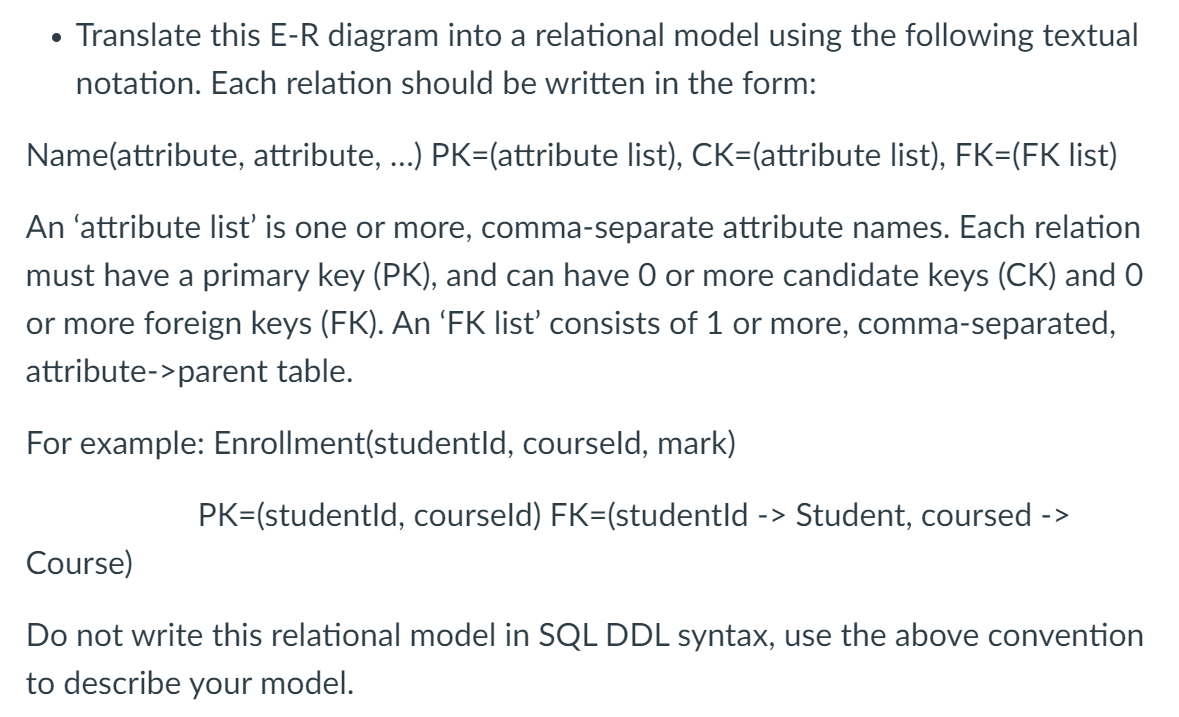 • Translate this E-R diagram into a relational model using the following textual
notation. Each relation should be written in the form:
Name(attribute, attribute, ...) PK=(attribute list), CK=(attribute list), FK=(FK list)
An ‘attribute list’ is one or more, comma-separate attribute names. Each relation
must have a primary key (PK), and can have 0 or more candidate keys (CK) and 0
or more foreign keys (FK). An ‘FK list’ consists of 1 or more, comma-separated,
attribute->parent table.
For example: Enrollment(studentId, courseId, mark)
PK=(studentId, courseId) FK=(studentId -> Student, coursed ->
Course)
Do not write this relational model in SQL DDL syntax, use the above convention
to describe your model.